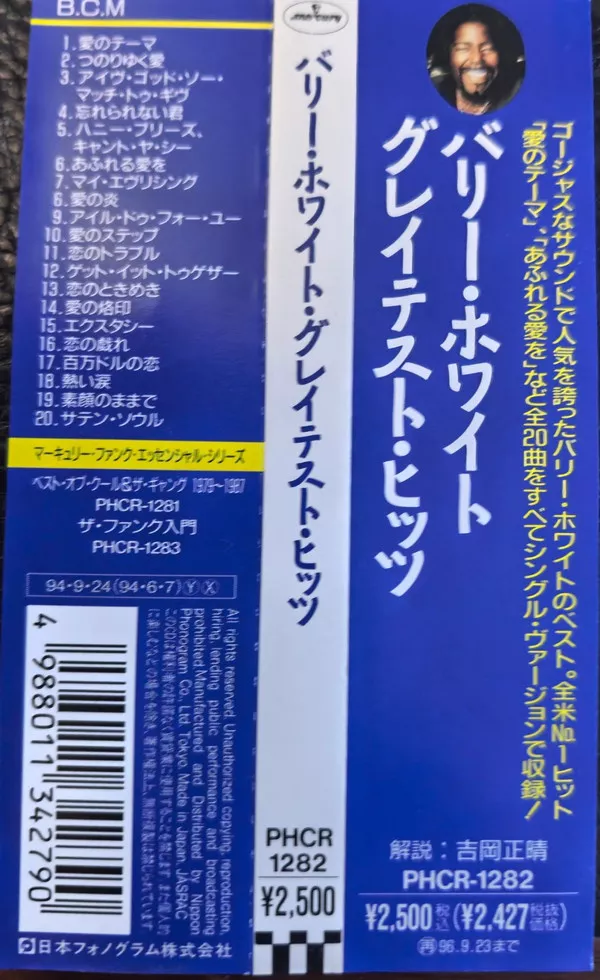 B.C.M
1.愛のテーマ
2.つのりゆく愛
3.アイヴ・ゴッド・ソー・
マッチ・トゥ・ギヴ
4.忘れられない君
5.ハニー・プリーズ、
キャント・ヤ・シー
6.あふれる愛を
7.マイ・エヴリシング
8.愛の炎
9.アイル・ドゥ・フォー・ユー
10.愛のステップ
11.恋のトラブル
12.ゲット・イット・トゥゲザー
13.恋のときめき
14.愛の烙印
15.エクスタシー
16.恋の戯れ
17.百万ドルの恋
18.熱い涙
19.素顔のままで
20.サテン・ソウル
マーキュリー・ファンク・エッセンシャル・シリーズ
ベスト・オブ・クール&ザ・ギャング 1979〜1987
PHCR-1281
ザ・ファンク入門
PHCR-1283
94・9・24(94・6・7)Ⓨ Ⓧ
4 988011 342790
All rights reserved. Unauthorized copying, reproduction,
hiring, lending, public performance and broadcasting
prohibited. Manufactured and Distributed by Nippon
Phonogram Co., Ltd. Tokyo. Made in Japan. JASRAC
日本フォノグラム株式会社
mercury
バリー・ホワイト・グレイテスト・ヒッツ
PHCR
1282
¥2,500
バリー・ホワイト
グレイテスト・ヒッツ
ゴージャスなサウンドで人気を誇ったバリー・ホワイトのベスト。全米No.1ヒット
「愛のテーマ」、「あふれる愛を」など全20曲をすべてシングル・ヴァージョンで収録!
解説:吉岡正晴
PHCR-1282
¥2,500税込(¥2,427税抜価格)
再96.9.23まで